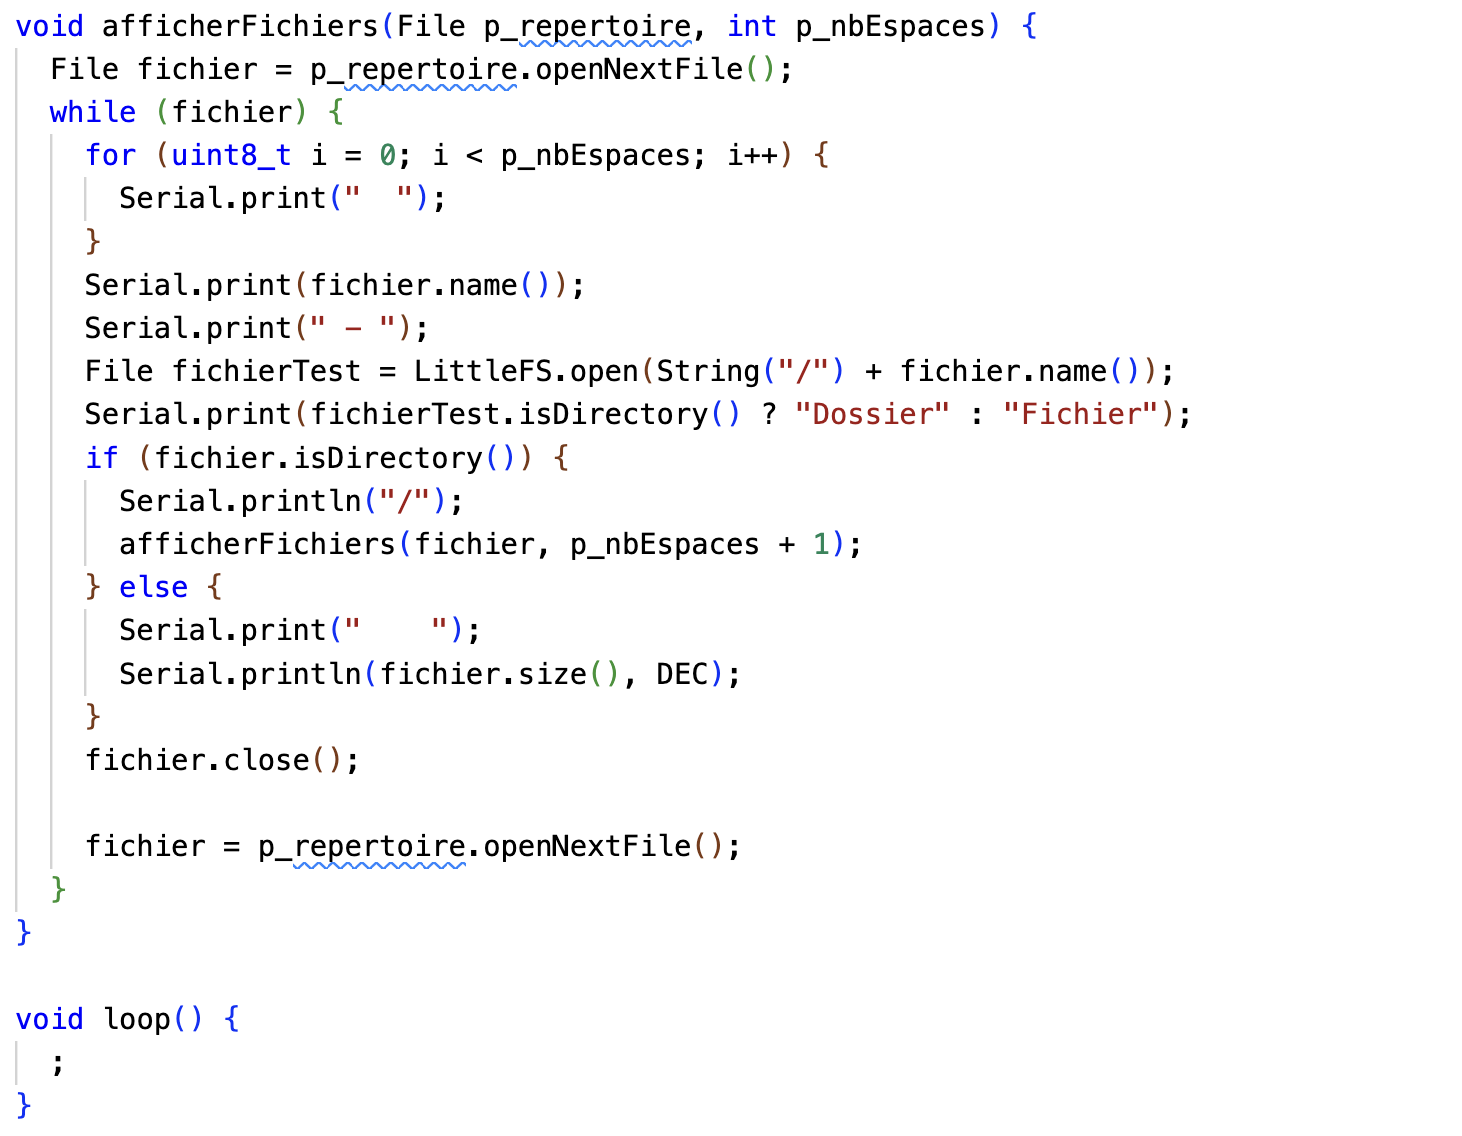 void afficherFichiers(File p_repertoire, int p_nbEspaces) {
  File fichier = p_repertoire.openNextFile();
  while (fichier) {
    for (uint8_t i = 0; i < p_nbEspaces; i++) {
      Serial.print("  ");
    }
    Serial.print(fichier.name());
    Serial.print(" – ");
    File fichierTest = LittleFS.open(String("/") + fichier.name());
    Serial.print(fichierTest.isDirectory() ? "Dossier" : "Fichier");
    if (fichier.isDirectory()) {
      Serial.println("/");
      afficherFichiers(fichier, p_nbEspaces + 1);
    } else {
      Serial.print("    ");
      Serial.println(fichier.size(), DEC);
    }
    fichier.close();

    fichier = p_repertoire.openNextFile();
  }
}

void loop() {
  ;
}